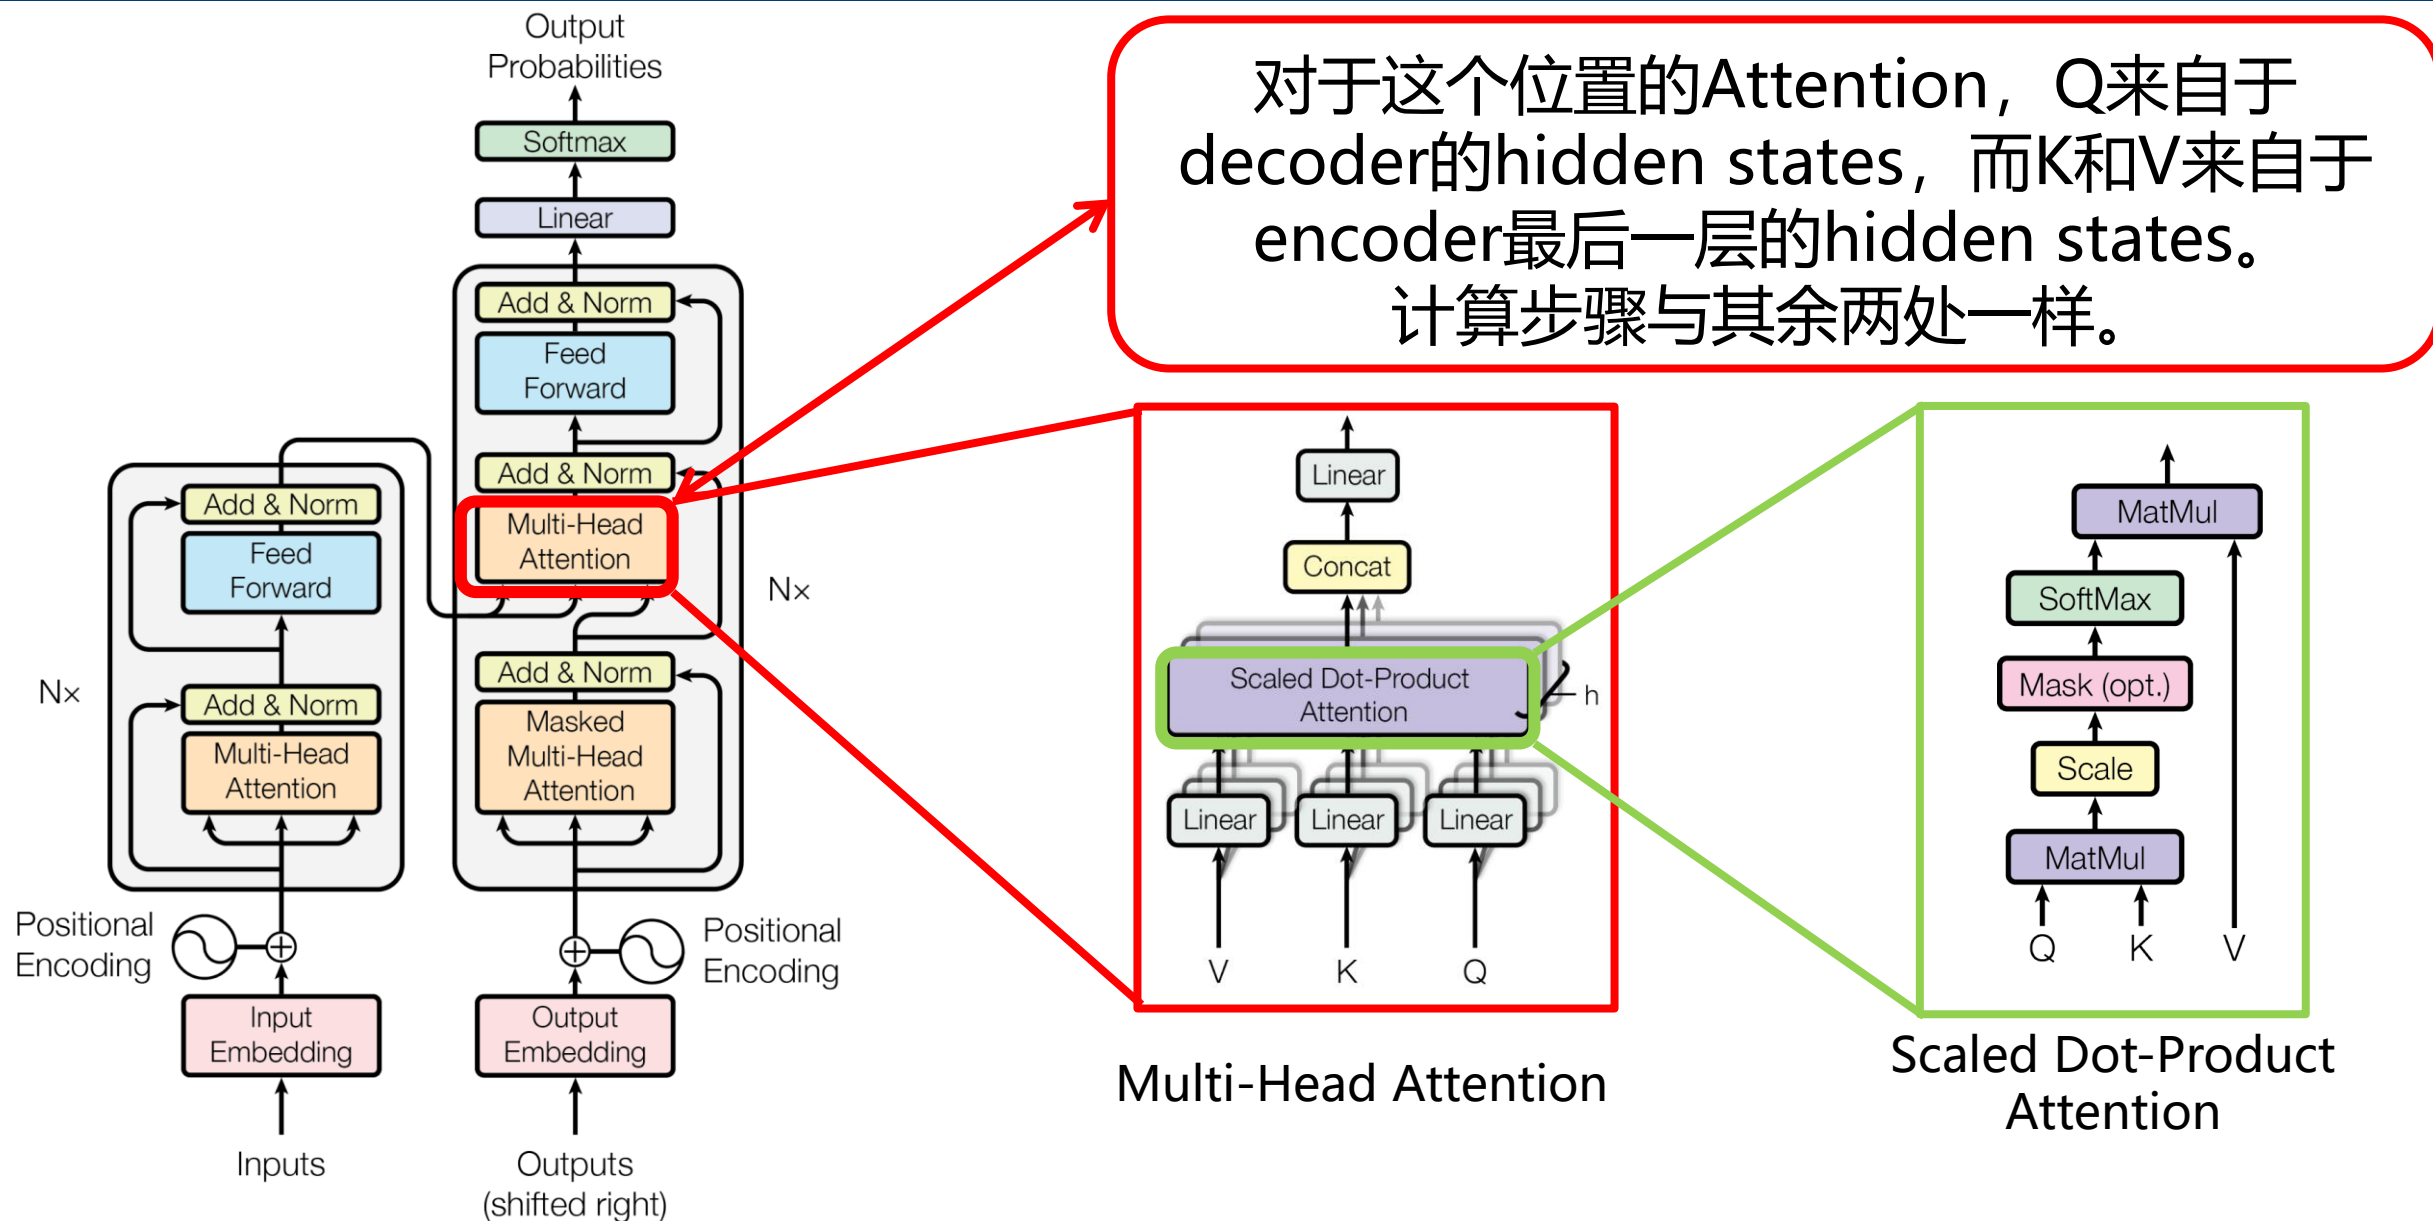 Output
Probabilities
Softmax
Linear
Add & Norm
Feed
Forward
Add & Norm
Multi-Head
Attention
N×
Add & Norm
Masked
Multi-Head
Attention
Positional
Encoding
Output
Embedding
Outputs
(shifted right)
Add & Norm
Feed
Forward
N×
Add & Norm
Multi-Head
Attention
Positional
Encoding
Input
Embedding
Inputs
对于这个位置的Attention，Q来自于
decoder的hidden states，而K和V来自于
encoder最后一层的hidden states。
计算步骤与其余两处一样。
Linear
Concat
Scaled Dot-Product
Attention
h
Linear Linear Linear
V K Q
Multi-Head Attention
MatMul
SoftMax
Mask (opt.)
Scale
MatMul
Q K V
Scaled Dot-Product
Attention